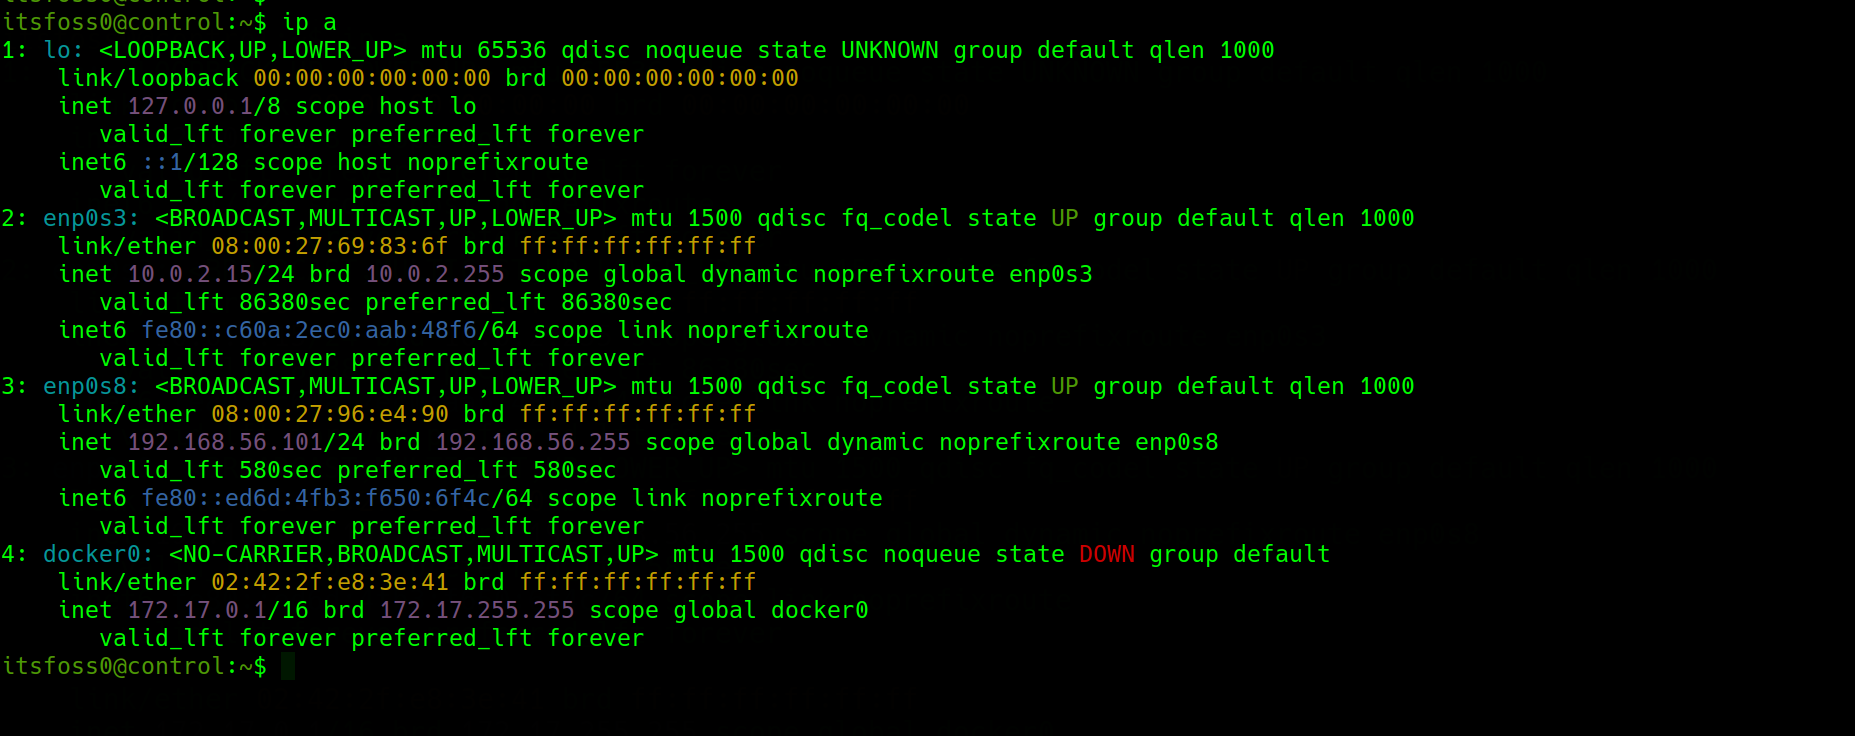 itsfoss0@control:~$ ip a
1: lo: <LOOPBACK,UP,LOWER_UP> mtu 65536 qdisc noqueue state UNKNOWN group default qlen 1000
    link/loopback 00:00:00:00:00:00 brd 00:00:00:00:00:00
    inet 127.0.0.1/8 scope host lo
       valid_lft forever preferred_lft forever
    inet6 ::1/128 scope host noprefixroute
       valid_lft forever preferred_lft forever
2: enp0s3: <BROADCAST,MULTICAST,UP,LOWER_UP> mtu 1500 qdisc fq_codel state UP group default qlen 1000
    link/ether 08:00:27:69:83:6f brd ff:ff:ff:ff:ff:ff
    inet 10.0.2.15/24 brd 10.0.2.255 scope global dynamic noprefixroute enp0s3
       valid_lft 86380sec preferred_lft 86380sec
    inet6 fe80::c60a:2ec0:aab:48f6/64 scope link noprefixroute
       valid_lft forever preferred_lft forever
3: enp0s8: <BROADCAST,MULTICAST,UP,LOWER_UP> mtu 1500 qdisc fq_codel state UP group default qlen 1000
    link/ether 08:00:27:96:e4:90 brd ff:ff:ff:ff:ff:ff
    inet 192.168.56.101/24 brd 192.168.56.255 scope global dynamic noprefixroute enp0s8
       valid_lft 580sec preferred_lft 580sec
    inet6 fe80::ed6d:4fb3:f650:6f4c/64 scope link noprefixroute
       valid_lft forever preferred_lft forever
4: docker0: <NO-CARRIER,BROADCAST,MULTICAST,UP> mtu 1500 qdisc noqueue state DOWN group default
    link/ether 02:42:2f:e8:3e:41 brd ff:ff:ff:ff:ff:ff
    inet 172.17.0.1/16 brd 172.17.255.255 scope global docker0
       valid_lft forever preferred_lft forever
itsfoss0@control:~$